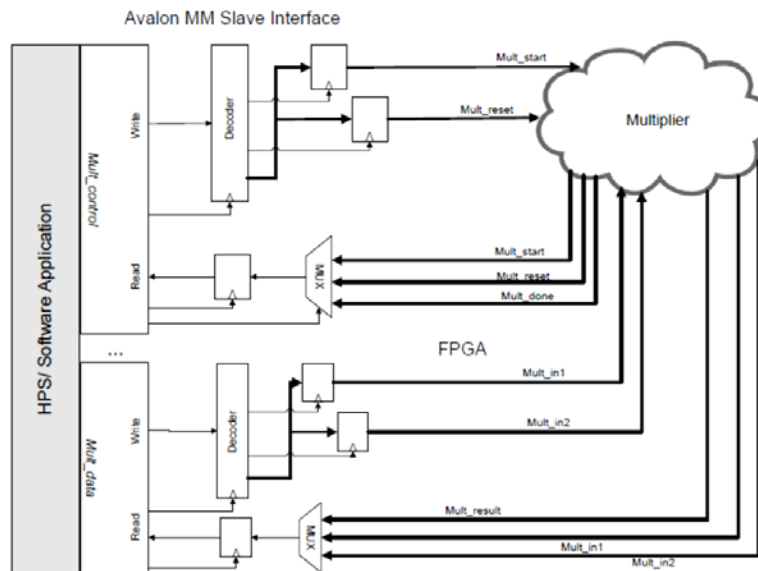 Avalon MM Slave Interface
HPS/ Software Application
Mult_control
Write
Read
Decoder
Mult_start
Mult_reset
Multiplier
MUX
Mult_start
Mult_reset
Mult_done
...
FPGA
Mult_data
Write
Read
Decoder
Mult_in1
Mult_in2
MUX
Mult_result
Mult_in1
Mult_in2